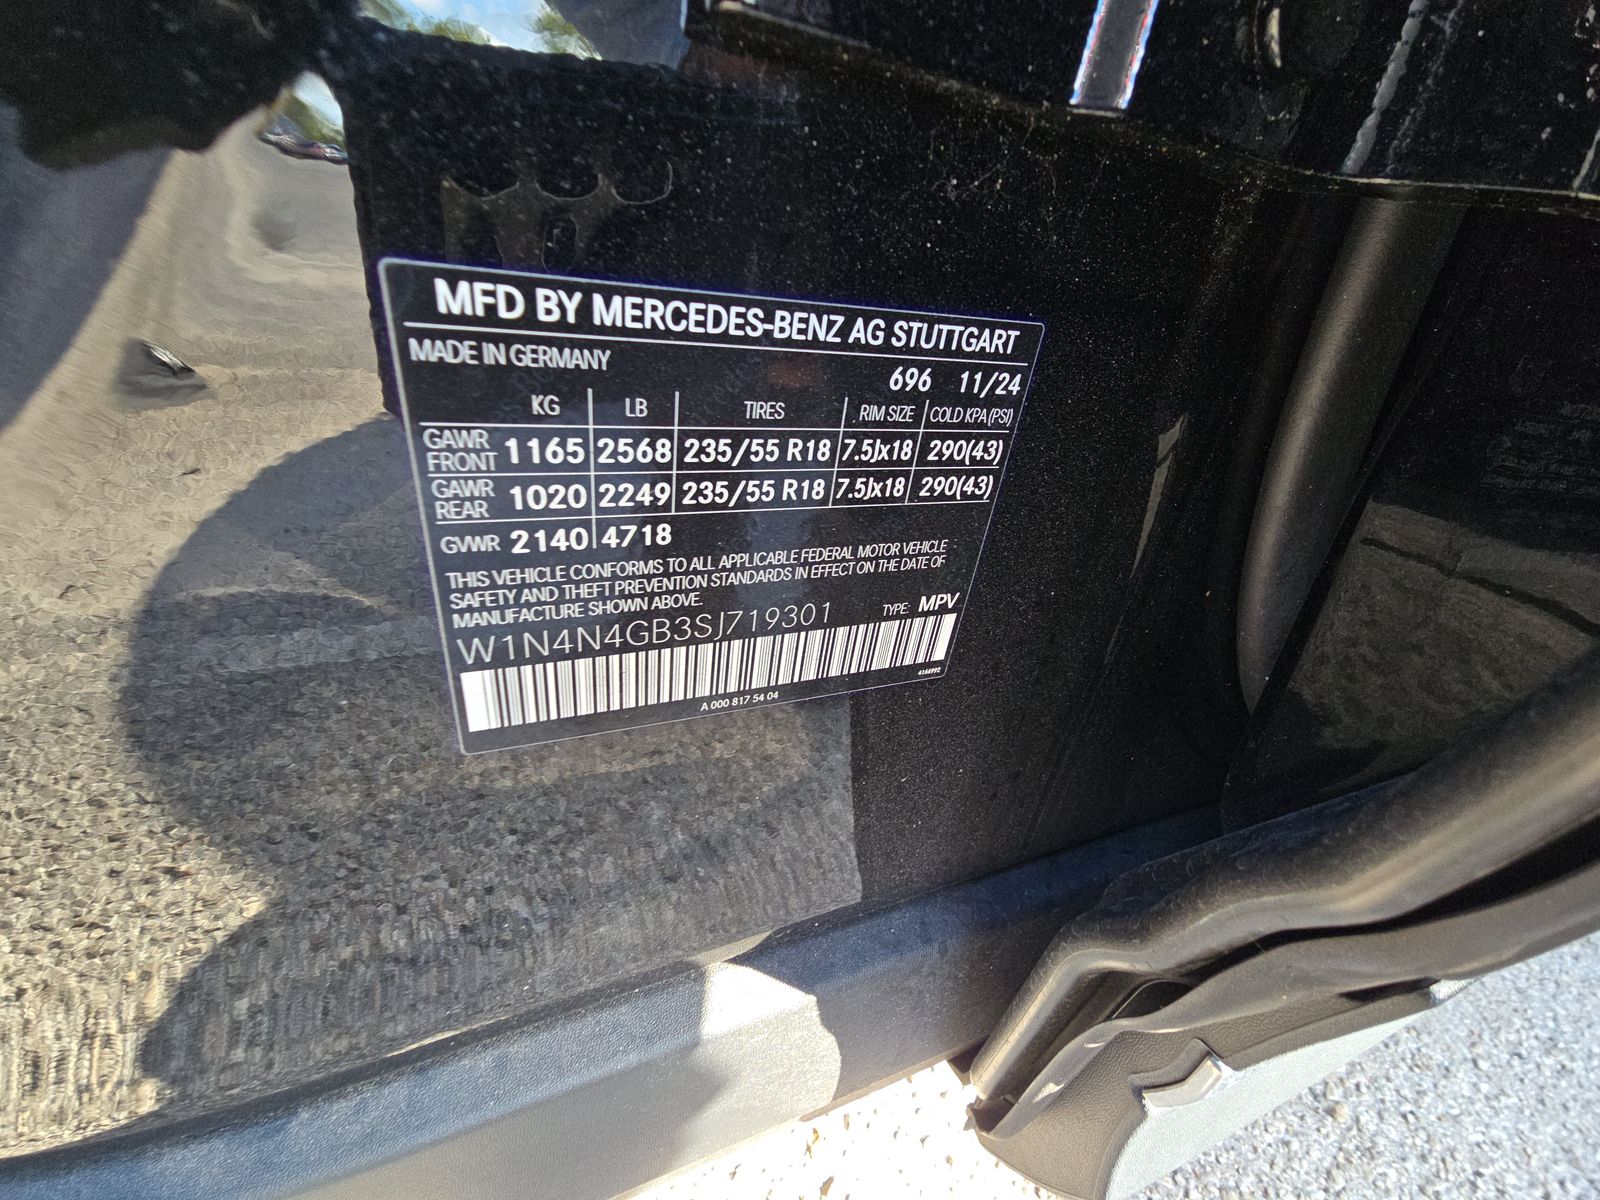 MFD BY MERCEDES-BENZ AG STUTTGART
MADE IN GERMANY
696 11/24
KG LB TIRES RIM SIZE COLD KPA (PSI)
GAWR FRONT 1165 2568 235/55 R18 7.5Jx18 290(43)
GAWR REAR 1020 2249 235/55 R18 7.5Jx18 290(43)
GVWR 2140 4718
THIS VEHICLE CONFORMS TO ALL APPLICABLE FEDERAL MOTOR VEHICLE
SAFETY AND THEFT PREVENTION STANDARDS IN EFFECT ON THE DATE OF
MANUFACTURE SHOWN ABOVE.
W1N4N4GB3SJ719301 TYPE: MPV
A 000 817 54 04
4166992